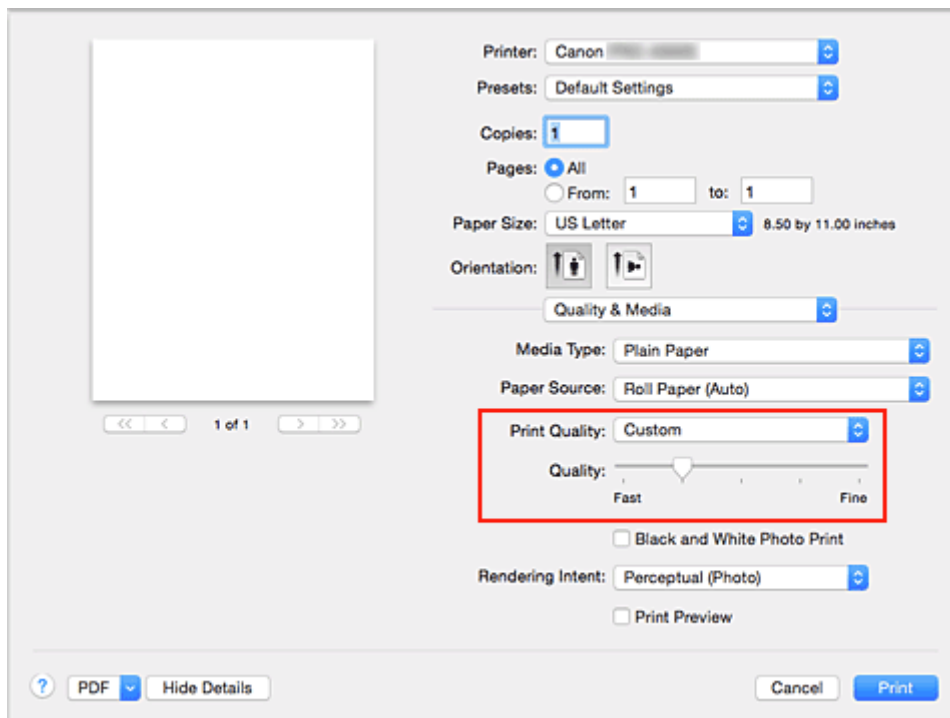 Printer: Canon
Presets: Default Settings
Copies: 1
Pages: All
From: 1 to: 1
Paper Size: US Letter 8.50 by 11.00 inches
Orientation:
Quality & Media
Media Type: Plain Paper
Paper Source: Roll Paper (Auto)
1 of 1
Print Quality: Custom
Quality:
Fast Fine
Black and White Photo Print
Rendering Intent: Perceptual (Photo)
Print Preview
? PDF Hide Details Cancel Print